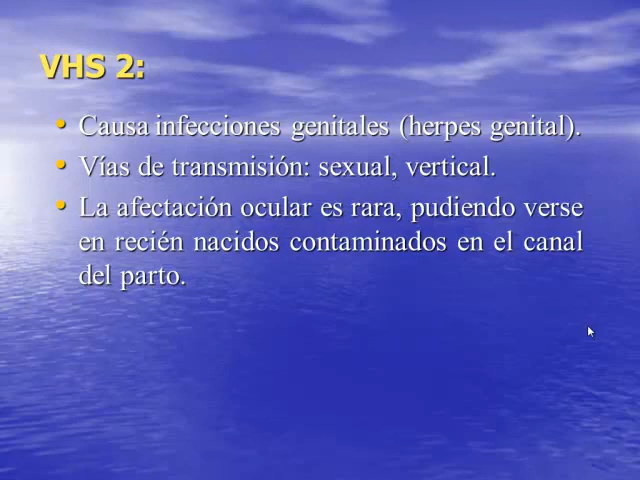 VHS 2:
• Causa infecciones genitales (herpes genital).
• Vías de transmisión: sexual, vertical.
• La afectación ocular es rara, pudiendo verse
en recién nacidos contaminados en el canal
del parto.